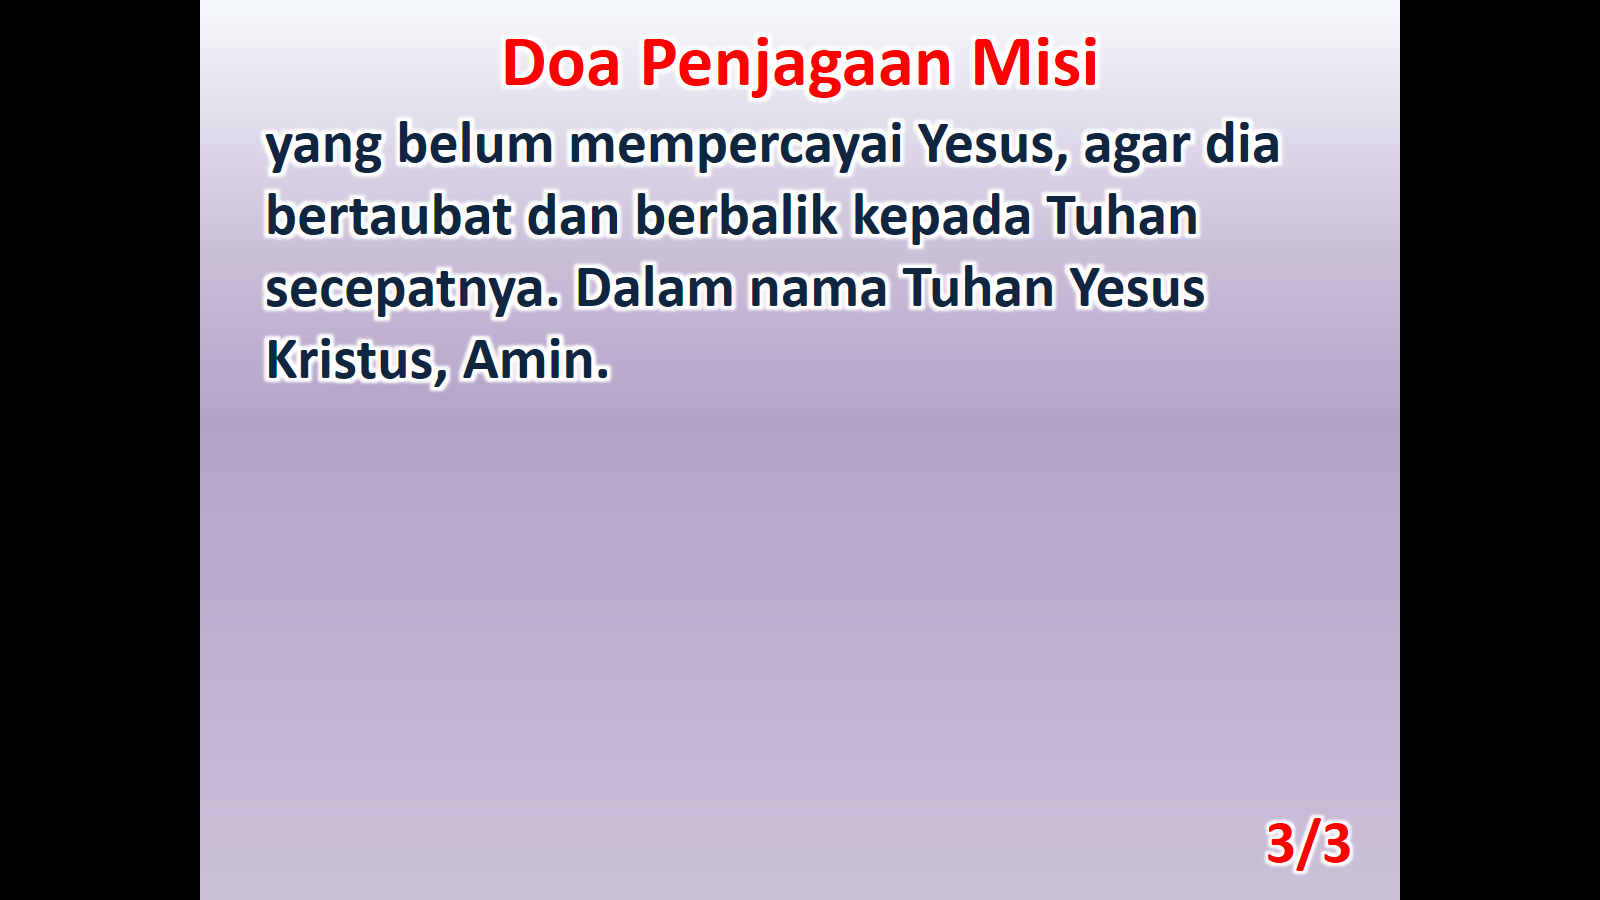 Doa Penjagaan Misi
yang belum mempercayai Yesus, agar dia
bertaubat dan berbalik kepada Tuhan
secepatnya. Dalam nama Tuhan Yesus
Kristus, Amin.
3/3